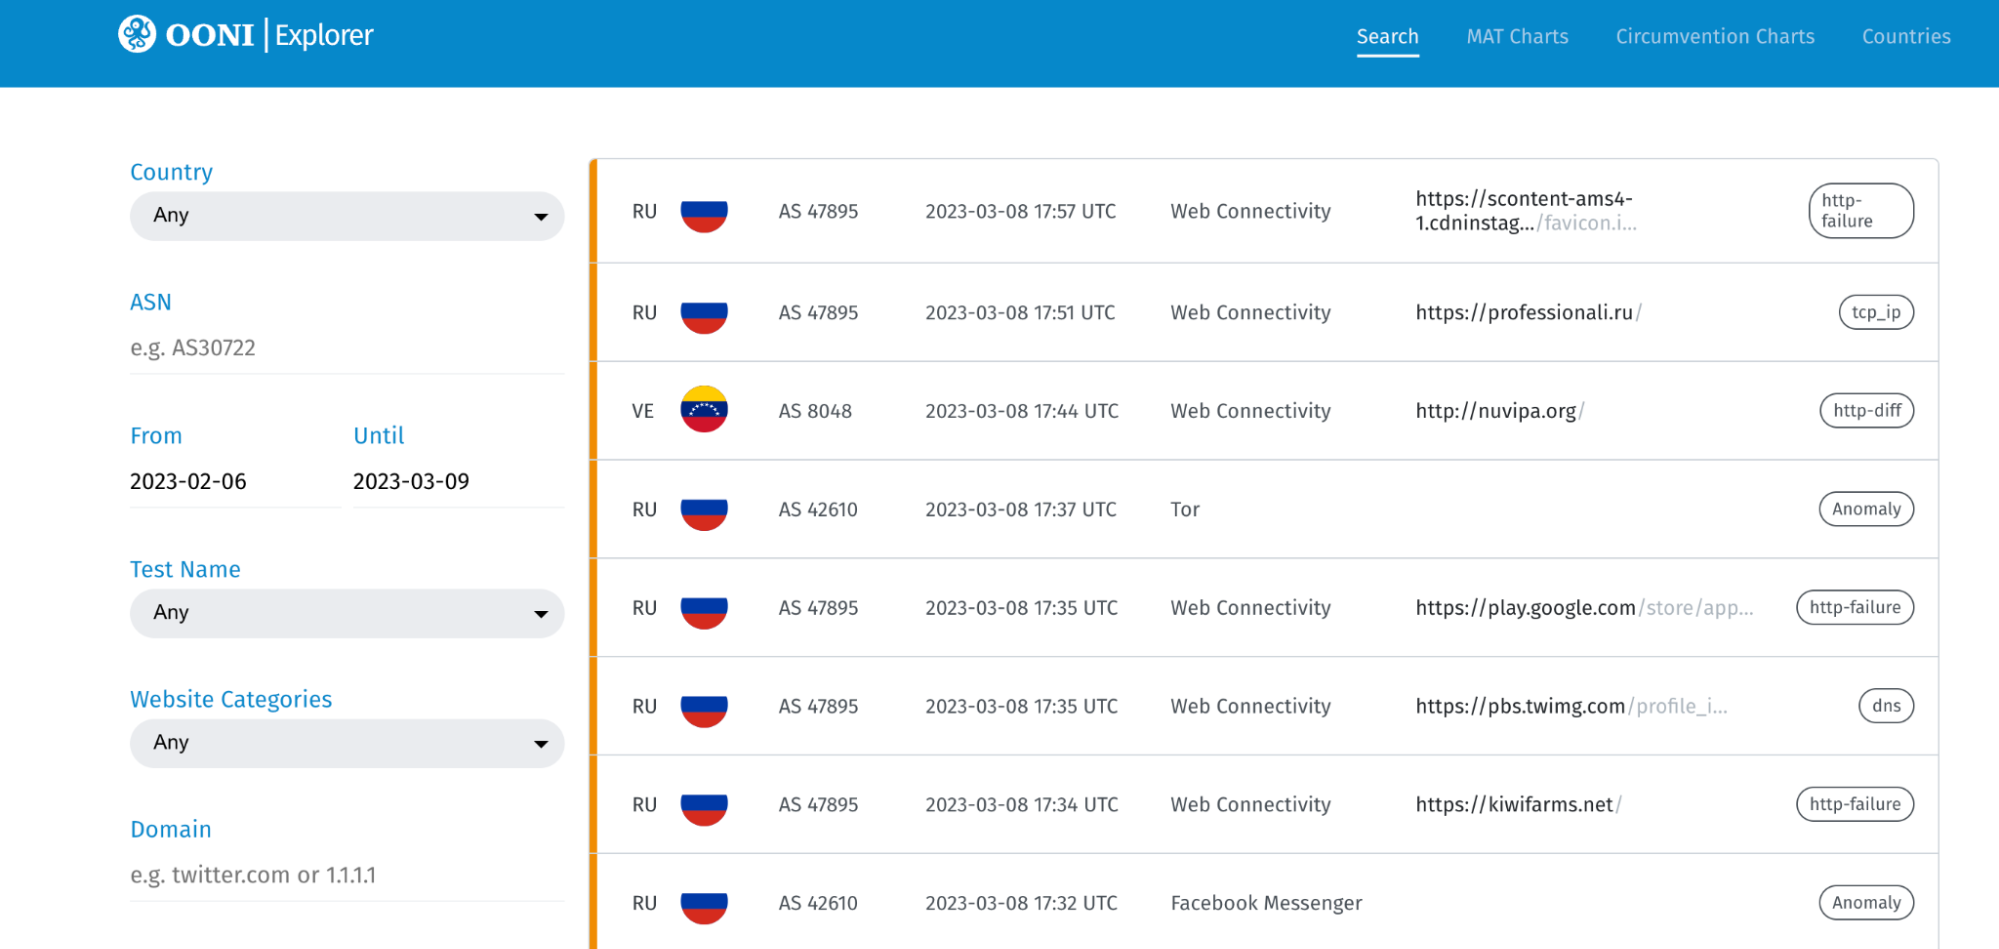 OONI | Explorer
Search MAT Charts Circumvention Charts Countries
Country
Any
ASN
e.g. AS30722
From Until
2023-02-06 2023-03-09
Test Name
Any
Website Categories
Any
Domain
e.g. twitter.com or 1.1.1.1
RU AS 47895 2023-03-08 17:57 UTC Web Connectivity https://scontent-ams4-
1.cdninstag.../favicon.i... http-
failure
RU AS 47895 2023-03-08 17:51 UTC Web Connectivity https://professionali.ru/ tcp_ip
VE AS 8048 2023-03-08 17:44 UTC Web Connectivity http://nuvipa.org/ http-diff
RU AS 42610 2023-03-08 17:37 UTC Tor Anomaly
RU AS 47895 2023-03-08 17:35 UTC Web Connectivity https://play.google.com/store/app... http-failure
RU AS 47895 2023-03-08 17:35 UTC Web Connectivity https://pbs.twimg.com/profile_i... dns
RU AS 47895 2023-03-08 17:34 UTC Web Connectivity https://kiwifarms.net/ http-failure
RU AS 42610 2023-03-08 17:32 UTC Facebook Messenger Anomaly